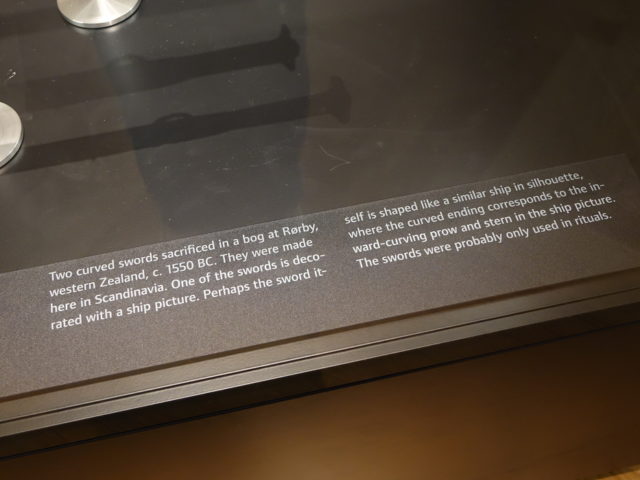 Two curved swords sacrificed in a bog at Rørby,
western Zealand, c. 1550 BC. They were made
here in Scandinavia. One of the swords is deco-
rated with a ship picture. Perhaps the sword it-
self is shaped like a similar ship in silhouette,
where the curved ending corresponds to the in-
ward-curving prow and stern in the ship picture.
The swords were probably only used in rituals.